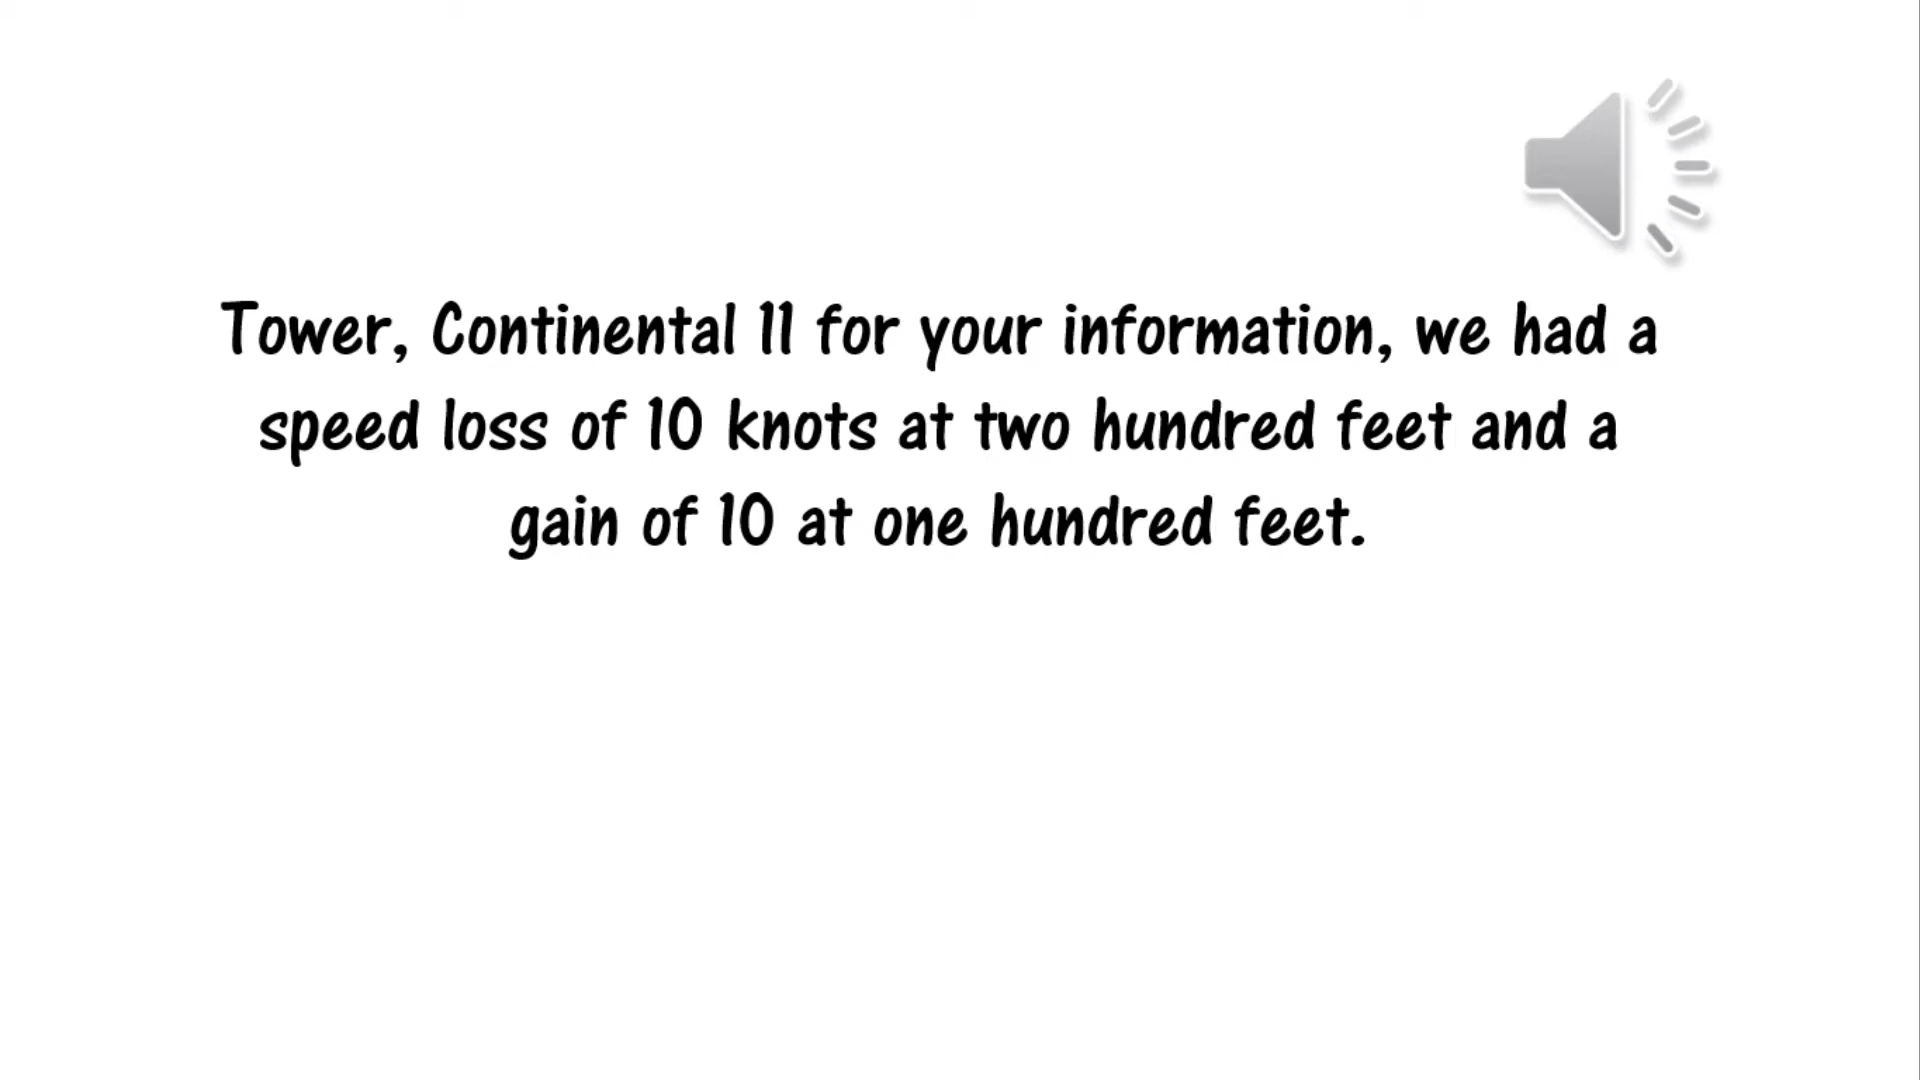 Tower, Continental 11 for your information, we had a
speed loss of 10 knots at two hundred feet and a
gain of 10 at one hundred feet.